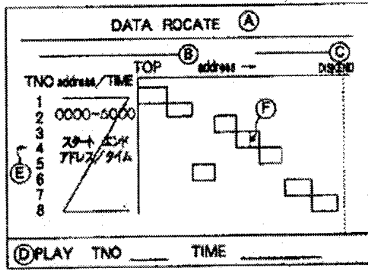 DATA ROCATE Ⓐ
Ⓑ Ⓒ
TOP address → DISKEND
TNO address/TIME
1
2 0000~5000
3 スタート エンド Ⓕ
4 アドレス/タイム
Ⓔ 5
6
7
8
ⒹPLAY TNO TIME